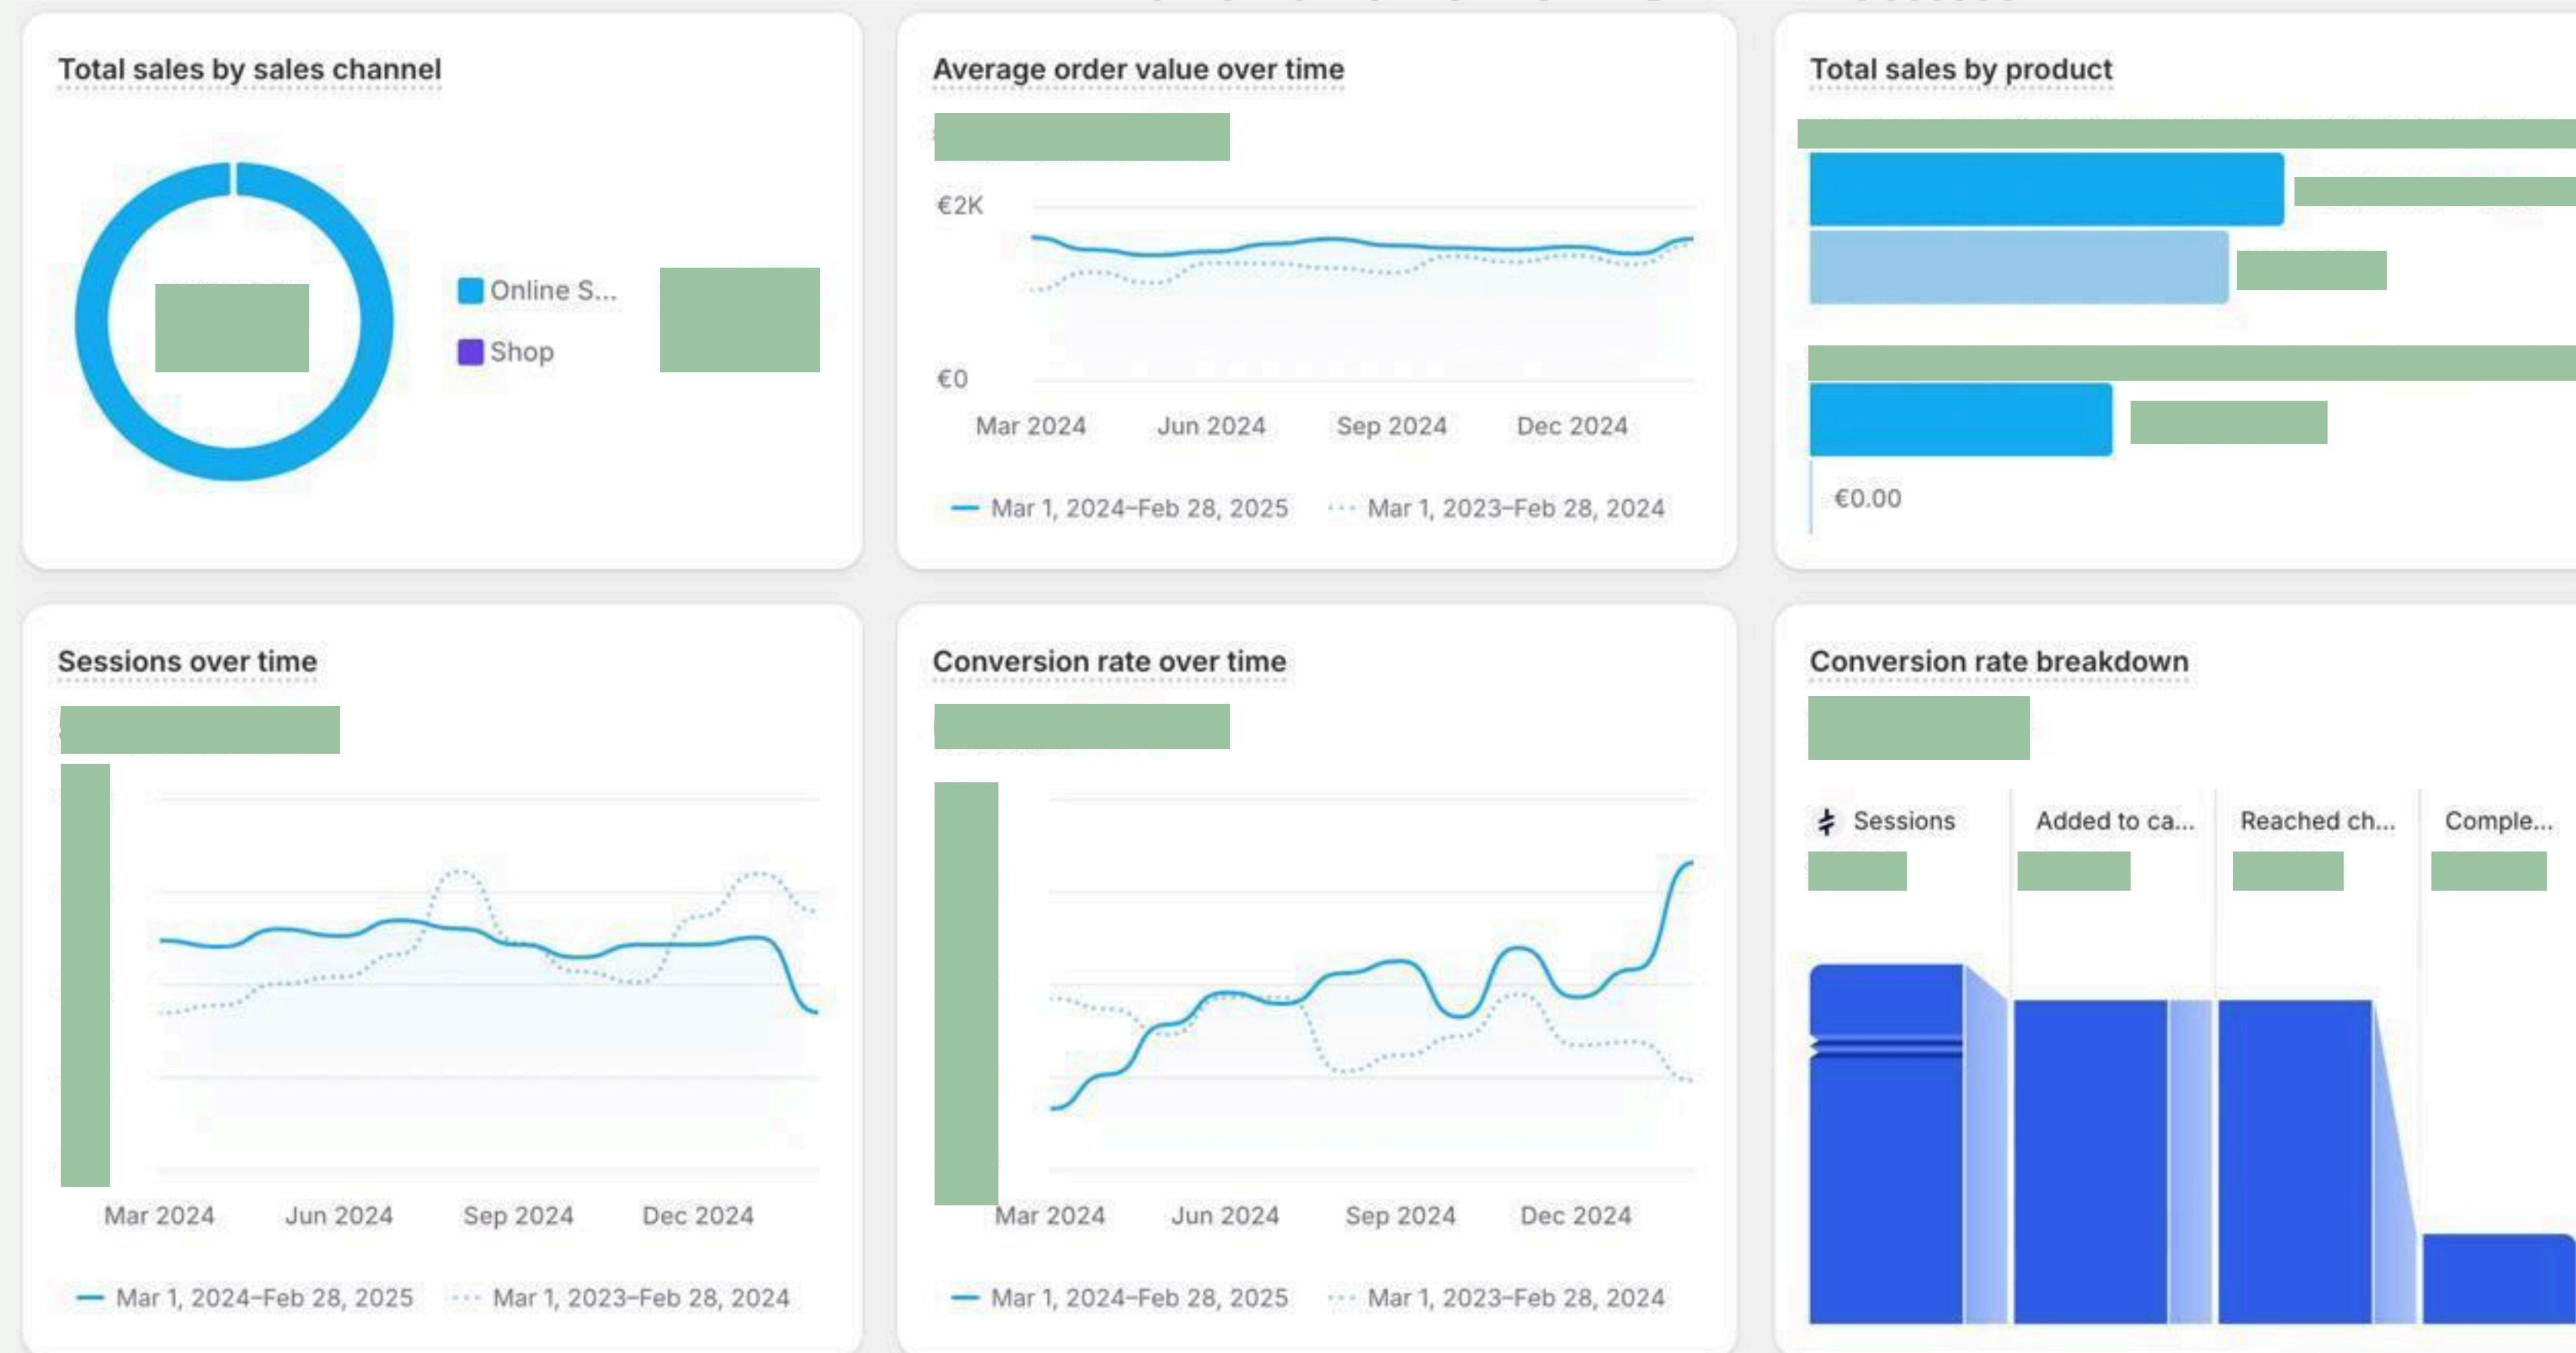 Total sales by sales channel
Online S...
Shop
Average order value over time
€2K
€0
Mar 2024 Jun 2024 Sep 2024 Dec 2024
Mar 1, 2024–Feb 28, 2025 Mar 1, 2023–Feb 28, 2024
Total sales by product
€0.00
Sessions over time
Mar 2024 Jun 2024 Sep 2024 Dec 2024
Mar 1, 2024–Feb 28, 2025 Mar 1, 2023–Feb 28, 2024
Conversion rate over time
Mar 2024 Jun 2024 Sep 2024 Dec 2024
Mar 1, 2024–Feb 28, 2025 Mar 1, 2023–Feb 28, 2024
Conversion rate breakdown
Sessions Added to ca... Reached ch... Comple...